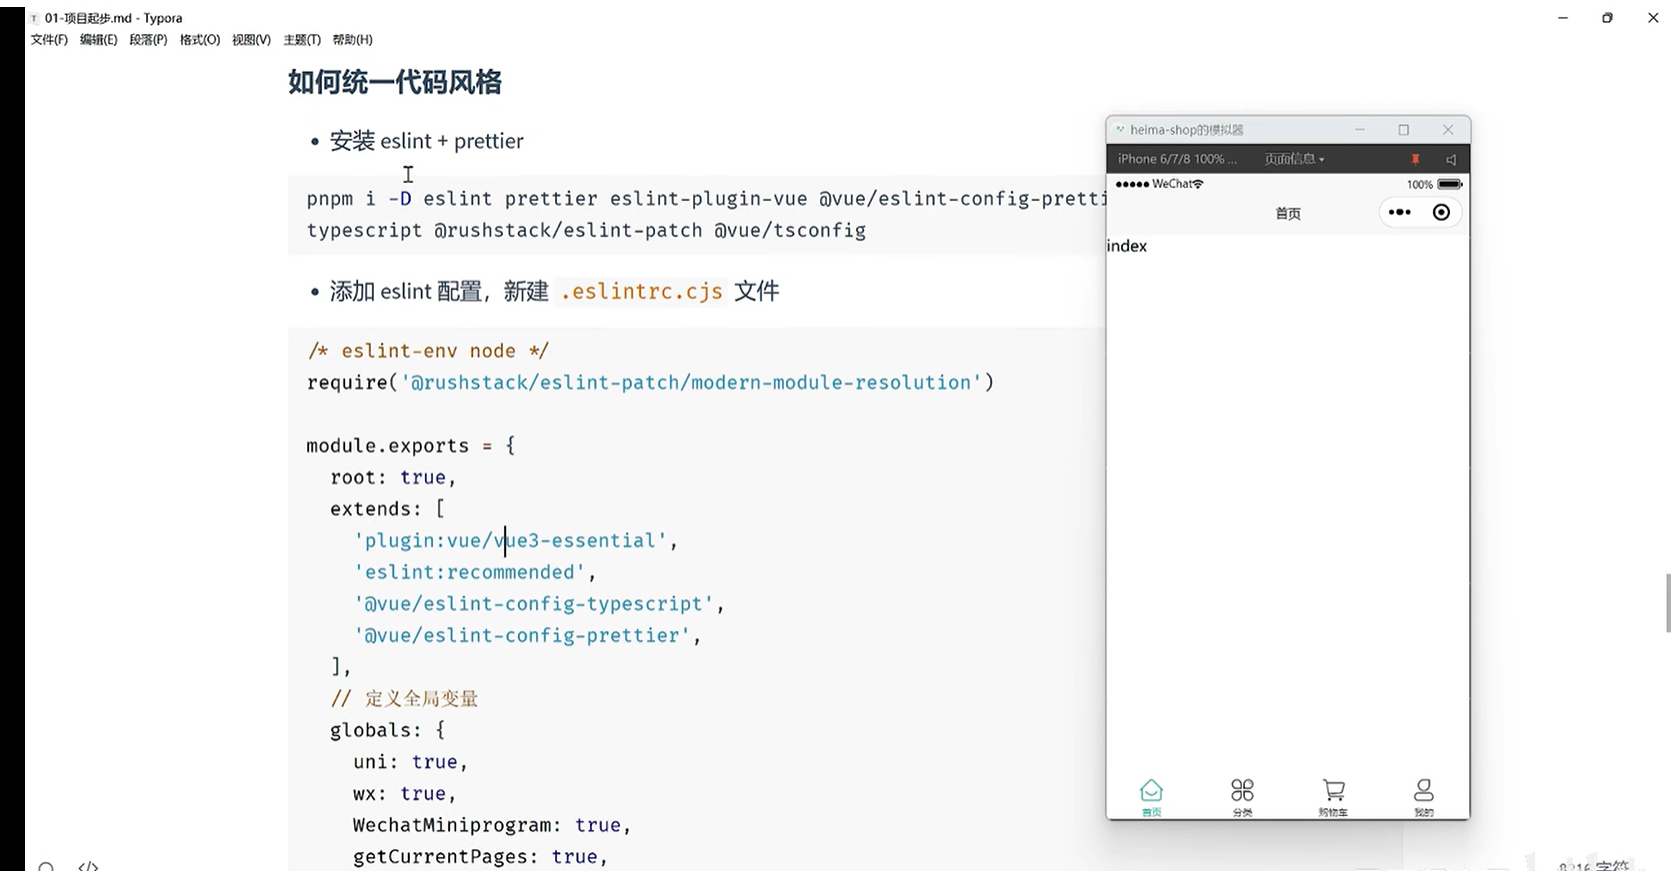 01-项目起步.md - Typora
文件(F) 编辑(E) 段落(P) 格式(O) 视图(V) 主题(T) 帮助(H)
如何统一代码风格
• 安装 eslint + prettier
pnpm i -D eslint prettier eslint-plugin-vue @vue/eslint-config-pretti
typescript @rushstack/eslint-patch @vue/tsconfig
• 添加 eslint 配置，新建 .eslintrc.cjs 文件
/* eslint-env node */
require('@rushstack/eslint-patch/modern-module-resolution')
module.exports = {
root: true,
extends: [
'plugin:vue/vue3-essential',
'eslint:recommended',
'@vue/eslint-config-typescript',
'@vue/eslint-config-prettier',
],
// 定义全局变量
globals: {
uni: true,
wx: true,
WechatMiniprogram: true,
getCurrentPages: true,
heima-shop的模拟器
iPhone 6/7/8 100% ... 页面信息
WeChat 100%
首页
index
首页 分类 购物车 我的